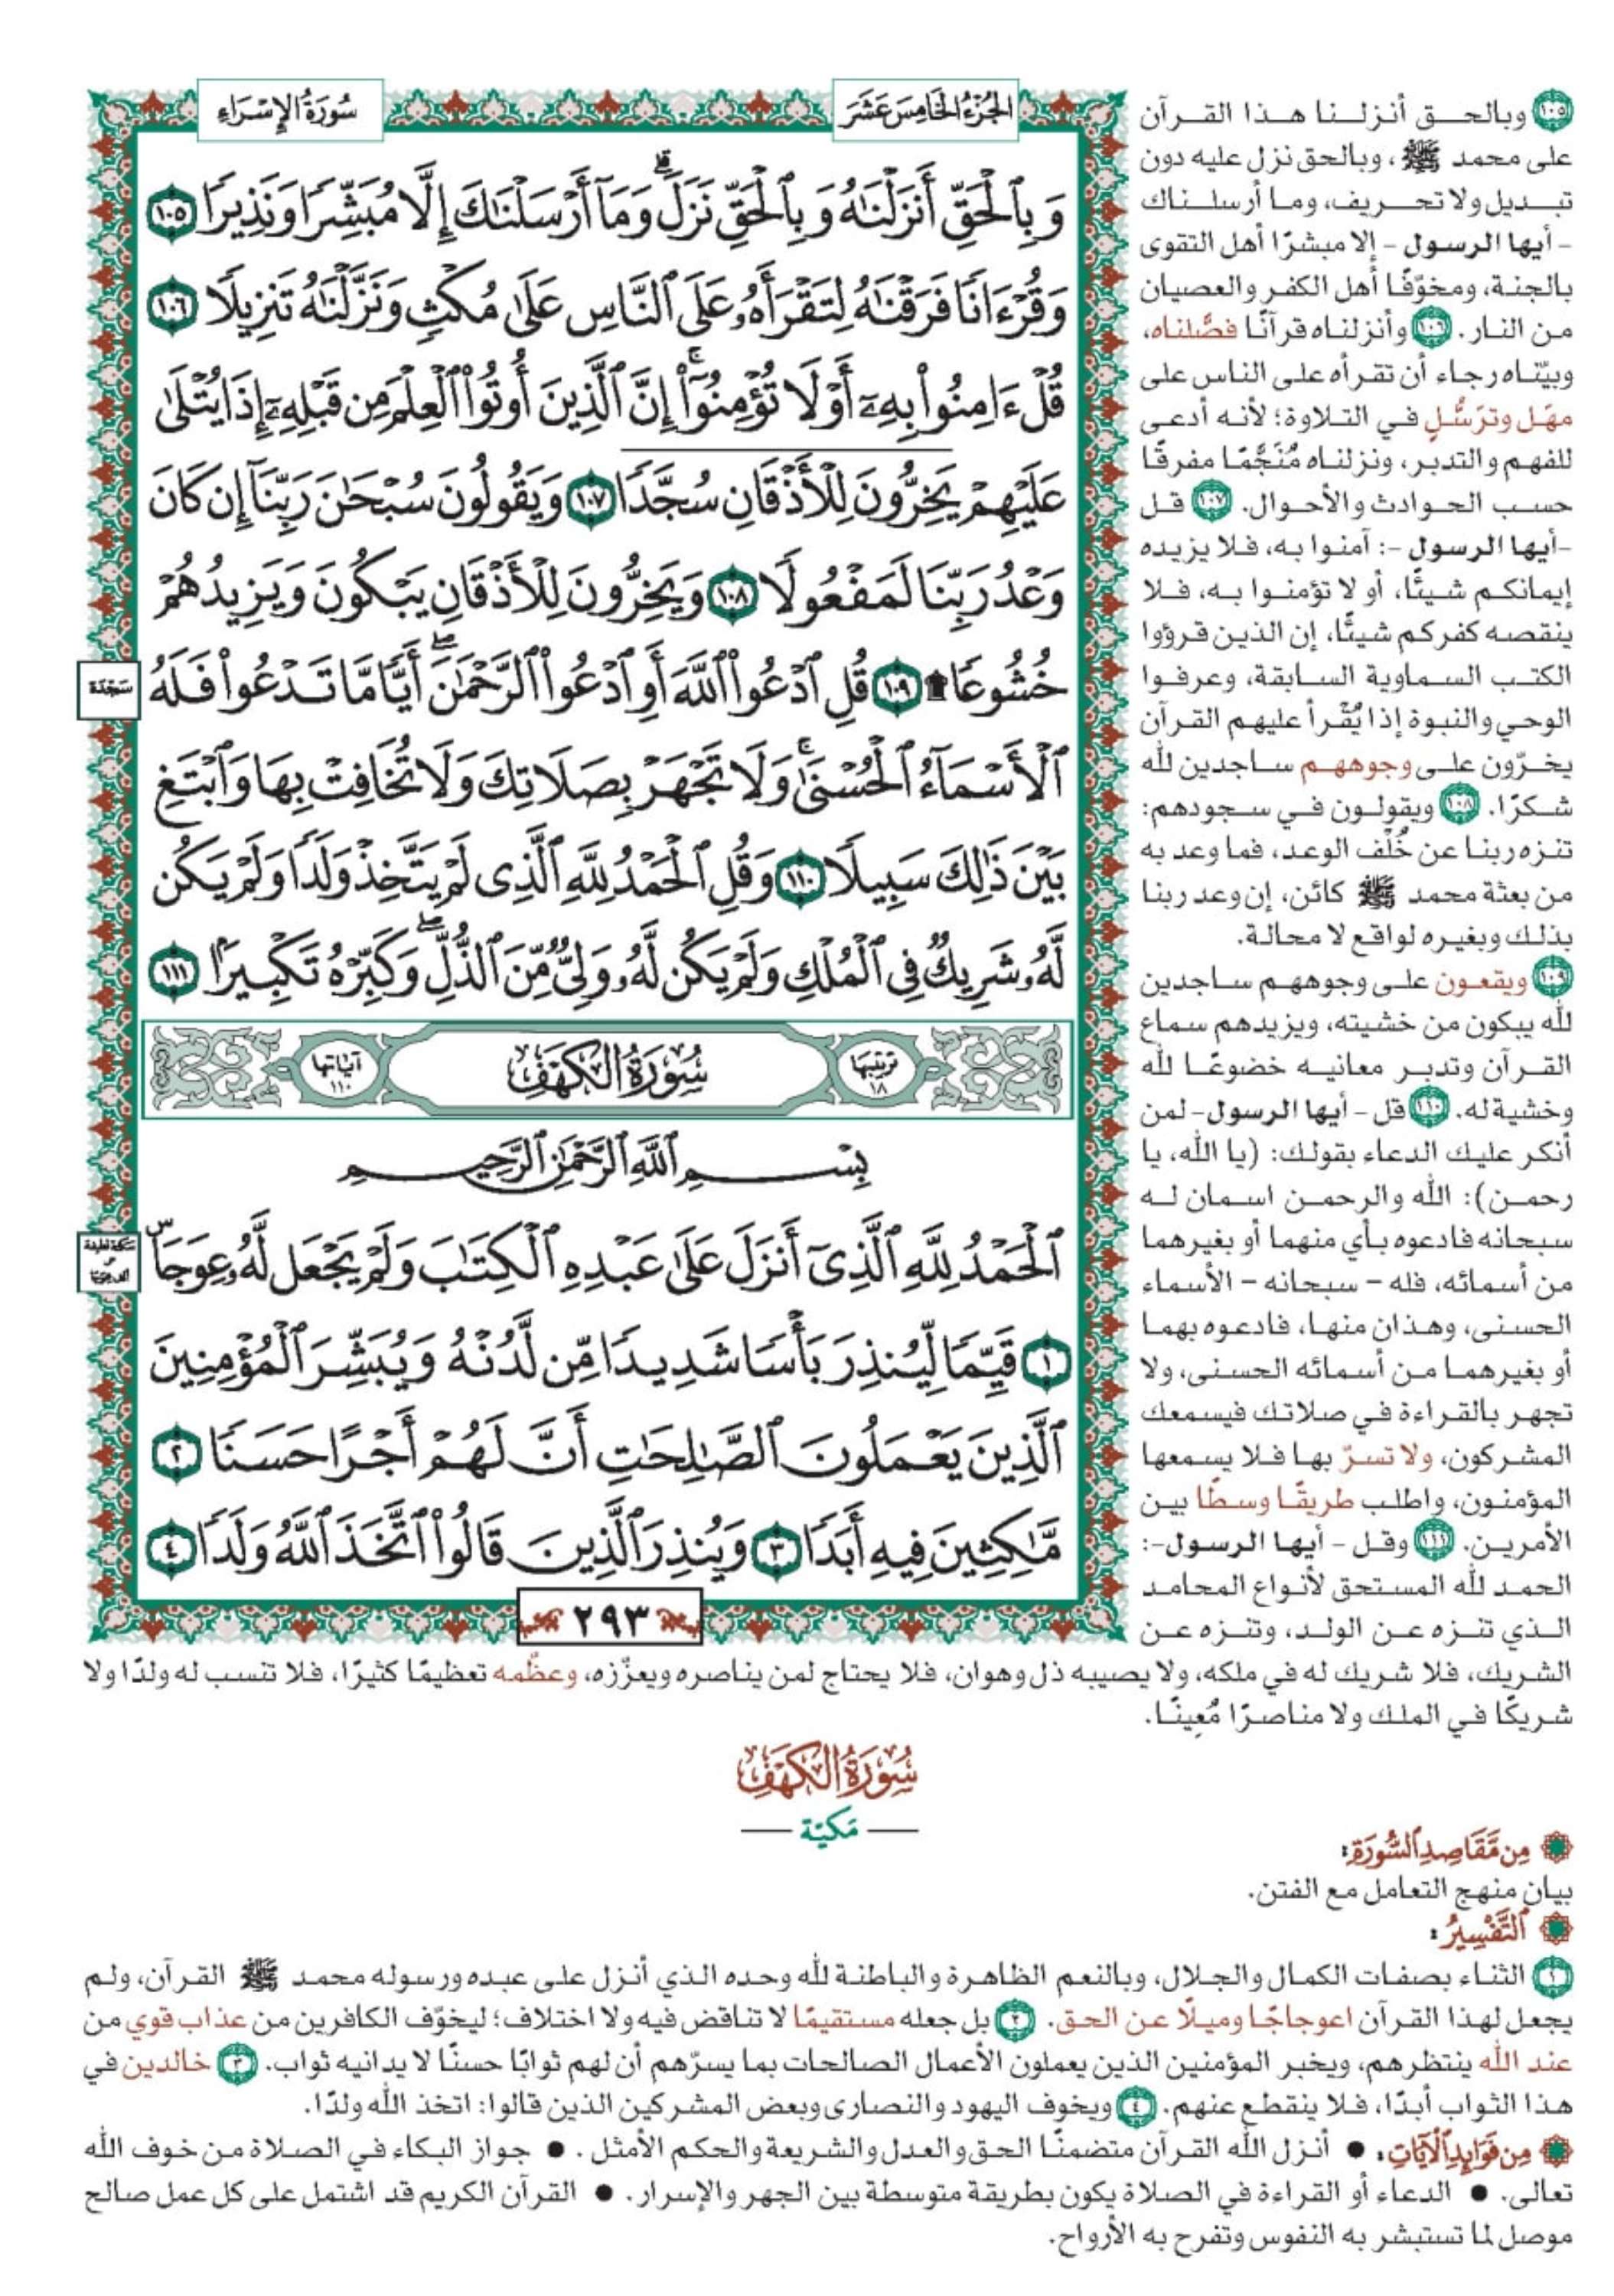 الجُزْءُ الخَامِسَ عَشَرَ
سُورَةُ الإِسْرَاءِ
وَبِٱلْحَقِّ أَنزَلْنَٰهُ وَبِٱلْحَقِّ نَزَلَۗ وَمَآ أَرْسَلْنَٰكَ إِلَّا مُبَشِّرًا وَنَذِيرًا ١٠٥
وَقُرْءَانًا فَرَقْنَٰهُ لِتَقْرَأَهُۥ عَلَى ٱلنَّاسِ عَلَىٰ مُكْثٍ وَنَزَّلْنَٰهُ تَنزِيلًا ١٠٦
قُلْ ءَامِنُوا۟ بِهِۦٓ أَوْ لَا تُؤْمِنُوٓا۟ۚ إِنَّ ٱلَّذِينَ أُوتُوا۟ ٱلْعِلْمَ مِن قَبْلِهِۦٓ إِذَا يُتْلَىٰ
عَلَيْهِمْ يَخِرُّونَ لِلْأَذْقَانِ سُجَّدًا ١٠٧ وَيَقُولُونَ سُبْحَٰنَ رَبِّنَآ إِن كَانَ
وَعْدُ رَبِّنَا لَمَفْعُولًا ١٠٨ وَيَخِرُّونَ لِلْأَذْقَانِ يَبْكُونَ وَيَزِيدُهُمْ
خُشُوعًا ۩ ١٠٩ قُلِ ٱدْعُوا۟ ٱللَّهَ أَوِ ٱدْعُوا۟ ٱلرَّحْمَٰنَۖ أَيًّا مَّا تَدْعُوا۟ فَلَهُ
سَجْدَة
ٱلْأَسْمَآءُ ٱلْحُسْنَىٰۚ وَلَا تَجْهَرْ بِصَلَاتِكَ وَلَا تُخَافِتْ بِهَا وَٱبْتَغِ
بَيْنَ ذَٰلِكَ سَبِيلًا ١١٠ وَقُلِ ٱلْحَمْدُ لِلَّهِ ٱلَّذِى لَمْ يَتَّخِذْ وَلَدًا وَلَمْ يَكُن
لَّهُۥ شَرِيكٌ فِى ٱلْمُلْكِ وَلَمْ يَكُن لَّهُۥ وَلِىٌّ مِّنَ ٱلذُّلِّۖ وَكَبِّرْهُ تَكْبِيرًۢا ١١١
ترتيبها ١٨ سُورَةُ الكَهْفِ آياتها ١١٠
بِسْمِ ٱللَّهِ ٱلرَّحْمَٰنِ ٱلرَّحِيمِ
ٱلْحَمْدُ لِلَّهِ ٱلَّذِىٓ أَنزَلَ عَلَىٰ عَبْدِهِ ٱلْكِتَٰبَ وَلَمْ يَجْعَل لَّهُۥ عِوَجَاۜ
١ قَيِّمًا لِّيُنذِرَ بَأْسًا شَدِيدًا مِّن لَّدُنْهُ وَيُبَشِّرَ ٱلْمُؤْمِنِينَ
ٱلَّذِينَ يَعْمَلُونَ ٱلصَّٰلِحَٰتِ أَنَّ لَهُمْ أَجْرًا حَسَنًا ٢
مَّٰكِثِينَ فِيهِ أَبَدًا ٣ وَيُنذِرَ ٱلَّذِينَ قَالُوا۟ ٱتَّخَذَ ٱللَّهُ وَلَدًا ٤
٢٩٣
١٠٥ وبالحق أنزلنا هذا القرآن
على محمد ﷺ، وبالحق نزل عليه دون
تبديل ولا تحريف، وما أرسلناك
- أيها الرسول - إلا مبشرًا أهل التقوى
بالجنة، ومخوّفًا أهل الكفر والعصيان
من النار. ١٠٦ وأنزلناه قرآنًا فصَّلناه،
وبيّناه رجاء أن تقرأه على الناس على
مهَل وترَسُّلٍ في التلاوة؛ لأنه أدعى
للفهم والتدبر، ونزلناه مُنَجَّمًا مفرقًا
حسب الحوادث والأحوال. ١٠٧ قل
-أيها الرسول -: آمنوا به، فلا يزيده
إيمانكم شيئًا، أو لا تؤمنوا به، فلا
ينقصه كفركم شيئًا، إن الذين قرؤوا
الكتب السماوية السابقة، وعرفوا
الوحي والنبوة إذا يُقْرأ عليهم القرآن
يخرّون على وجوههم ساجدين لله
شكرًا. ١٠٨ ويقولون في سجودهم:
تنزه ربنا عن خُلْف الوعد، فما وعد به
من بعثة محمد ﷺ كائن، إن وعد ربنا
بذلك وبغيره لواقع لا محالة.
١٠٩ ويقعون على وجوههم ساجدين
لله يبكون من خشيته، ويزيدهم سماع
القرآن وتدبر معانيه خضوعًا لله
وخشية له. ١١٠ قل - أيها الرسول- لمن
أنكر عليك الدعاء بقولك: (يا الله، يا
رحمن): الله والرحمن اسمان له
سبحانه فادعوه بأي منهما أو بغيرهما
من أسمائه، فله - سبحانه - الأسماء
الحسنى، وهذان منها، فادعوه بهما
أو بغيرهما من أسمائه الحسنى، ولا
تجهر بالقراءة في صلاتك فيسمعك
المشركون، ولا تسرّ بها فلا يسمعها
المؤمنون، واطلب طريقًا وسطًا بين
الأمرين. ١١١ وقل - أيها الرسول-:
الحمد لله المستحق لأنواع المحامد
الذي تنزه عن الولد، وتنزه عن
الشريك، فلا شريك له في ملكه، ولا يصيبه ذل وهوان، فلا يحتاج لمن يناصره ويعزّزه، وعظّمه تعظيمًا كثيرًا، فلا تنسب له ولدًا ولا
شريكًا في الملك ولا مناصرًا مُعِينًا.
سُورَةُ الكَهْفِ
— مَكيّة —
مِن مَّقَاصِدِ ٱلسُّورَةِ:
بيان منهج التعامل مع الفتن.
ٱلتَّفْسِيرُ:
١ الثناء بصفات الكمال والجلال، وبالنعم الظاهرة والباطنة لله وحده الذي أنزل على عبده ورسوله محمد ﷺ القرآن، ولم
يجعل لهذا القرآن اعوجاجًا وميلًا عن الحق. ٢ بل جعله مستقيمًا لا تناقض فيه ولا اختلاف؛ ليخوّف الكافرين من عذاب قوي من
عند الله ينتظرهم، ويخبر المؤمنين الذين يعملون الأعمال الصالحات بما يسرّهم أن لهم ثوابًا حسنًا لا يدانيه ثواب. ٣ خالدين في
هذا الثواب أبدًا، فلا ينقطع عنهم. ٤ ويخوف اليهود والنصارى وبعض المشركين الذين قالوا: اتخذ الله ولدًا.
مِن فَوَائِدِ ٱلْآيَاتِ: ● أنزل الله القرآن متضمنًا الحق والعدل والشريعة والحكم الأمثل. ● جواز البكاء في الصلاة من خوف الله
تعالى. ● الدعاء أو القراءة في الصلاة يكون بطريقة متوسطة بين الجهر والإسرار. ● القرآن الكريم قد اشتمل على كل عمل صالح
موصل لما تستبشر به النفوس وتفرح به الأرواح.